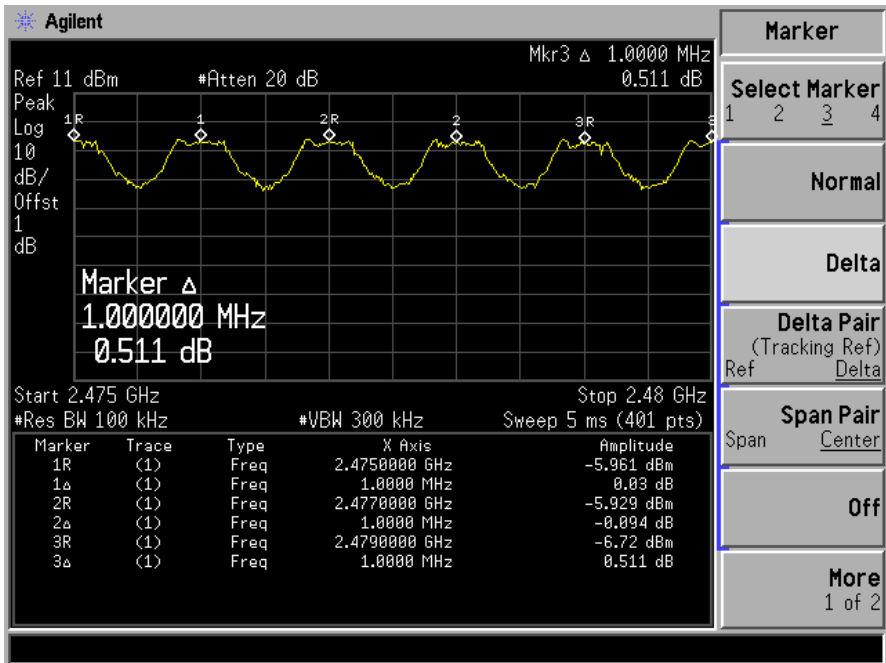 Agilent
Marker
Mkr3 Δ 1.0000 MHz
Ref 11 dBm #Atten 20 dB 0.511 dB
Select Marker
1 2 3 4
Peak
Log
10
dB/
Offst
1
dB
1R 1 2R 2 3R 3
Normal
Delta
Marker Δ
1.000000 MHz
0.511 dB
Delta Pair
(Tracking Ref)
Ref Delta
Start 2.475 GHz Stop 2.48 GHz
#Res BW 100 kHz #VBW 300 kHz Sweep 5 ms (401 pts)
Span Pair
Span Center
Marker Trace Type X Axis Amplitude
1R (1) Freq 2.4750000 GHz -5.961 dBm
1Δ (1) Freq 1.0000 MHz 0.03 dB
2R (1) Freq 2.4770000 GHz -5.929 dBm
2Δ (1) Freq 1.0000 MHz -0.094 dB
3R (1) Freq 2.4790000 GHz -6.72 dBm
3Δ (1) Freq 1.0000 MHz 0.511 dB
Off
More
1 of 2